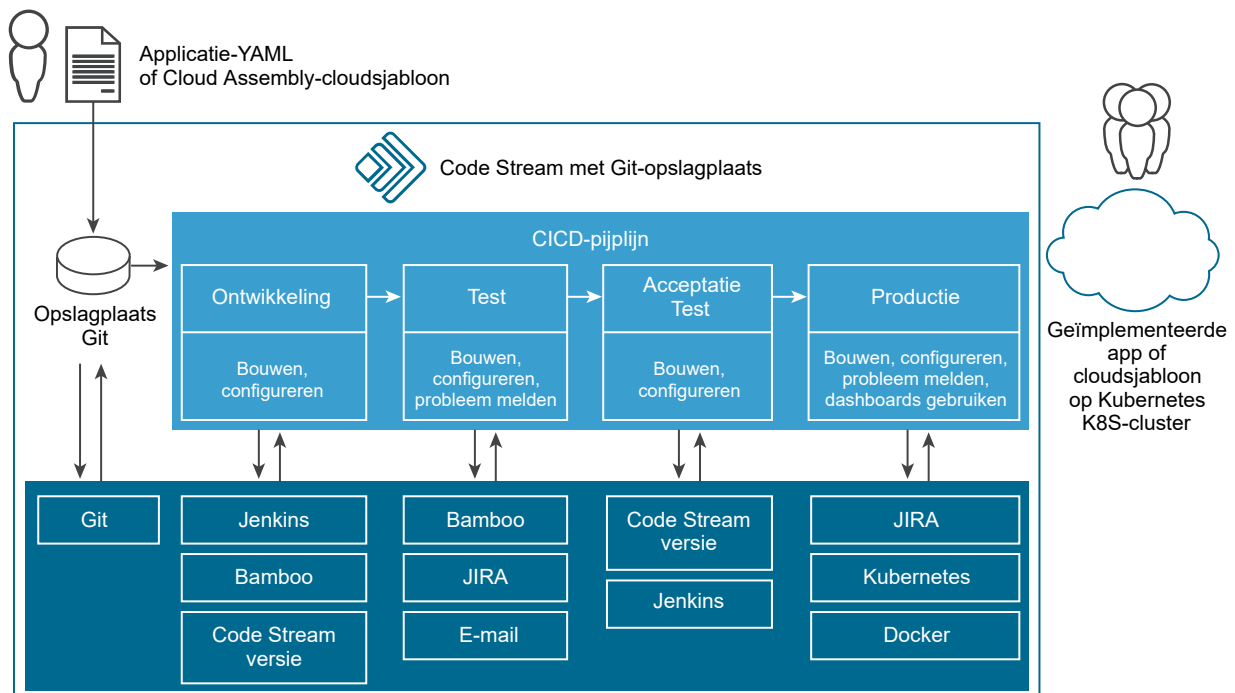 Applicatie-YAML
of Cloud Assembly-cloudsjabloon
Code Stream met Git-opslagplaats
CICD-pijplijn
Opslagplaats
Git
Ontwikkeling
Bouwen,
configureren
Test
Bouwen,
configureren,
probleem melden
Acceptatie
Test
Bouwen,
configureren
Productie
Bouwen, configureren,
probleem melden,
dashboards gebruiken
Geïmplementeerde
app of
cloudsjabloon
op Kubernetes
K8S-cluster
Git
Jenkins
Bamboo
Code Stream
versie
Bamboo
JIRA
E-mail
Code Stream
versie
Jenkins
JIRA
Kubernetes
Docker